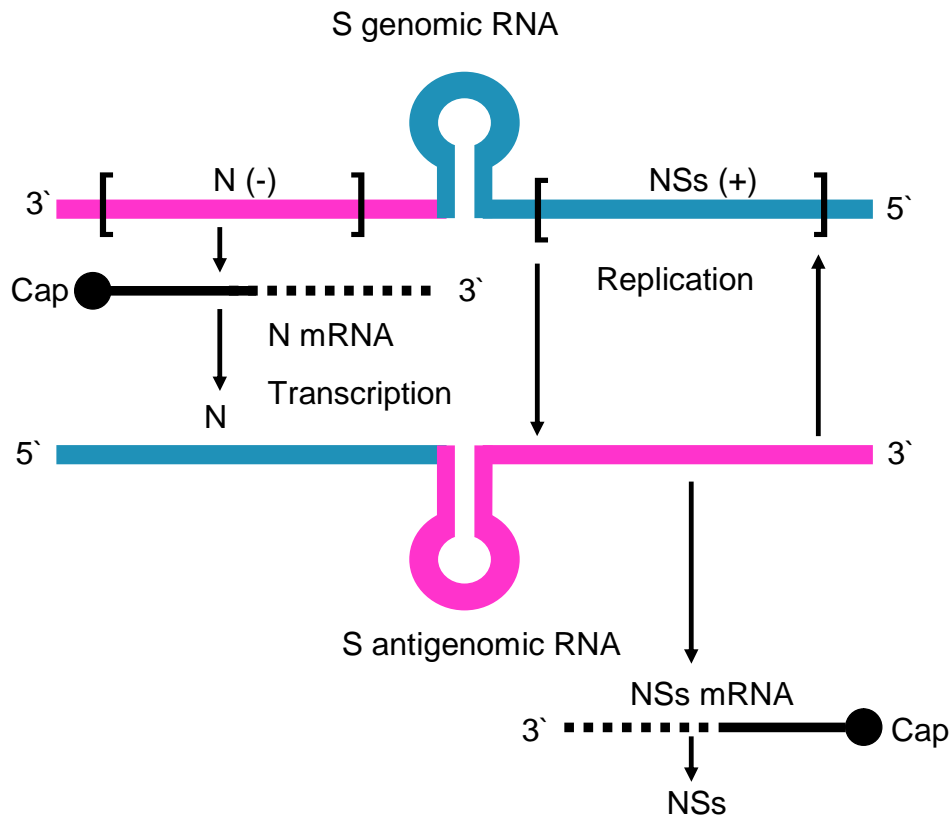 S genomic RNA
N (-)
NSs (+)
3`
5`
Replication
Cap
3`
N mRNA
Transcription
N
5`
3`
S antigenomic RNA
NSs mRNA
3`
Cap
NSs